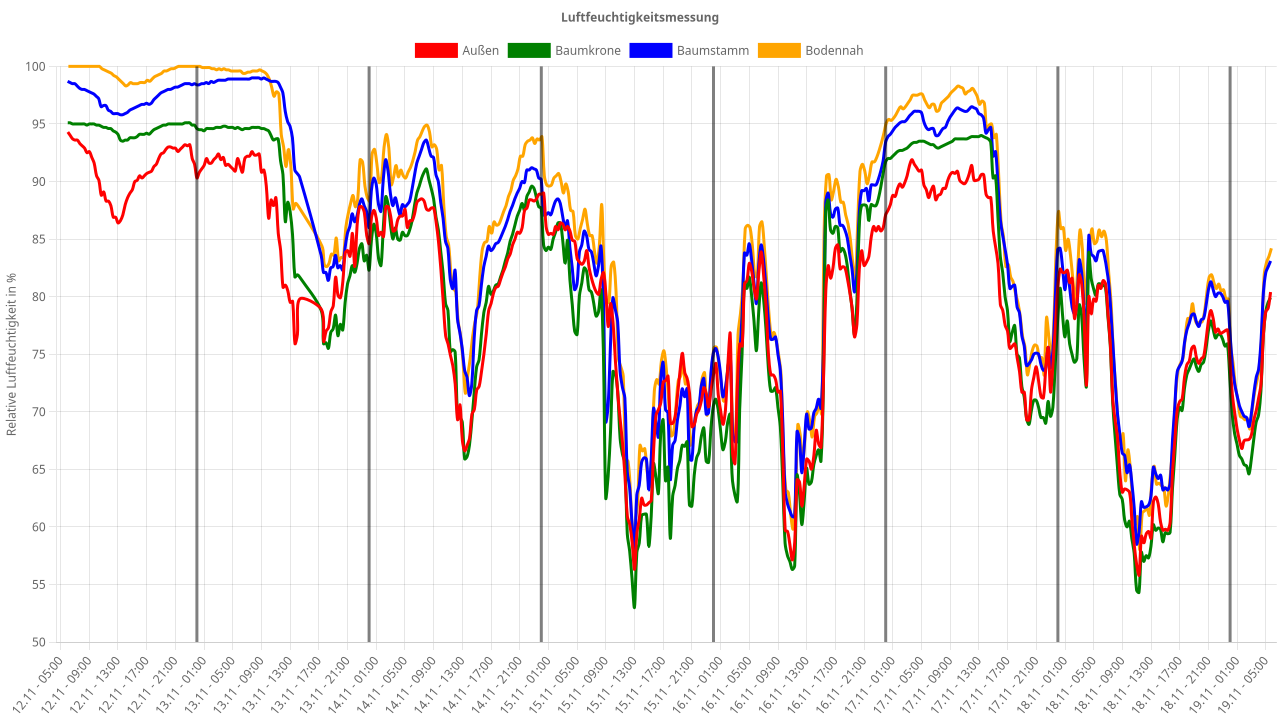 Luftfeuchtigkeitsmessung
Außen Baumkrone Baumstamm Bodennah
Relative Luftfeuchtigkeit in %
100
95
90
85
80
75
70
65
60
55
50
12.11 - 05:00
12.11 - 09:00
12.11 - 13:00
12.11 - 17:00
12.11 - 21:00
13.11 - 01:00
13.11 - 05:00
13.11 - 09:00
13.11 - 13:00
13.11 - 17:00
13.11 - 21:00
14.11 - 01:00
14.11 - 05:00
14.11 - 09:00
14.11 - 13:00
14.11 - 17:00
14.11 - 21:00
15.11 - 01:00
15.11 - 05:00
15.11 - 09:00
15.11 - 13:00
15.11 - 17:00
15.11 - 21:00
16.11 - 01:00
16.11 - 05:00
16.11 - 09:00
16.11 - 13:00
16.11 - 17:00
16.11 - 21:00
17.11 - 01:00
17.11 - 05:00
17.11 - 09:00
17.11 - 13:00
17.11 - 17:00
17.11 - 21:00
18.11 - 01:00
18.11 - 05:00
18.11 - 09:00
18.11 - 13:00
18.11 - 17:00
18.11 - 21:00
19.11 - 01:00
19.11 - 05:00